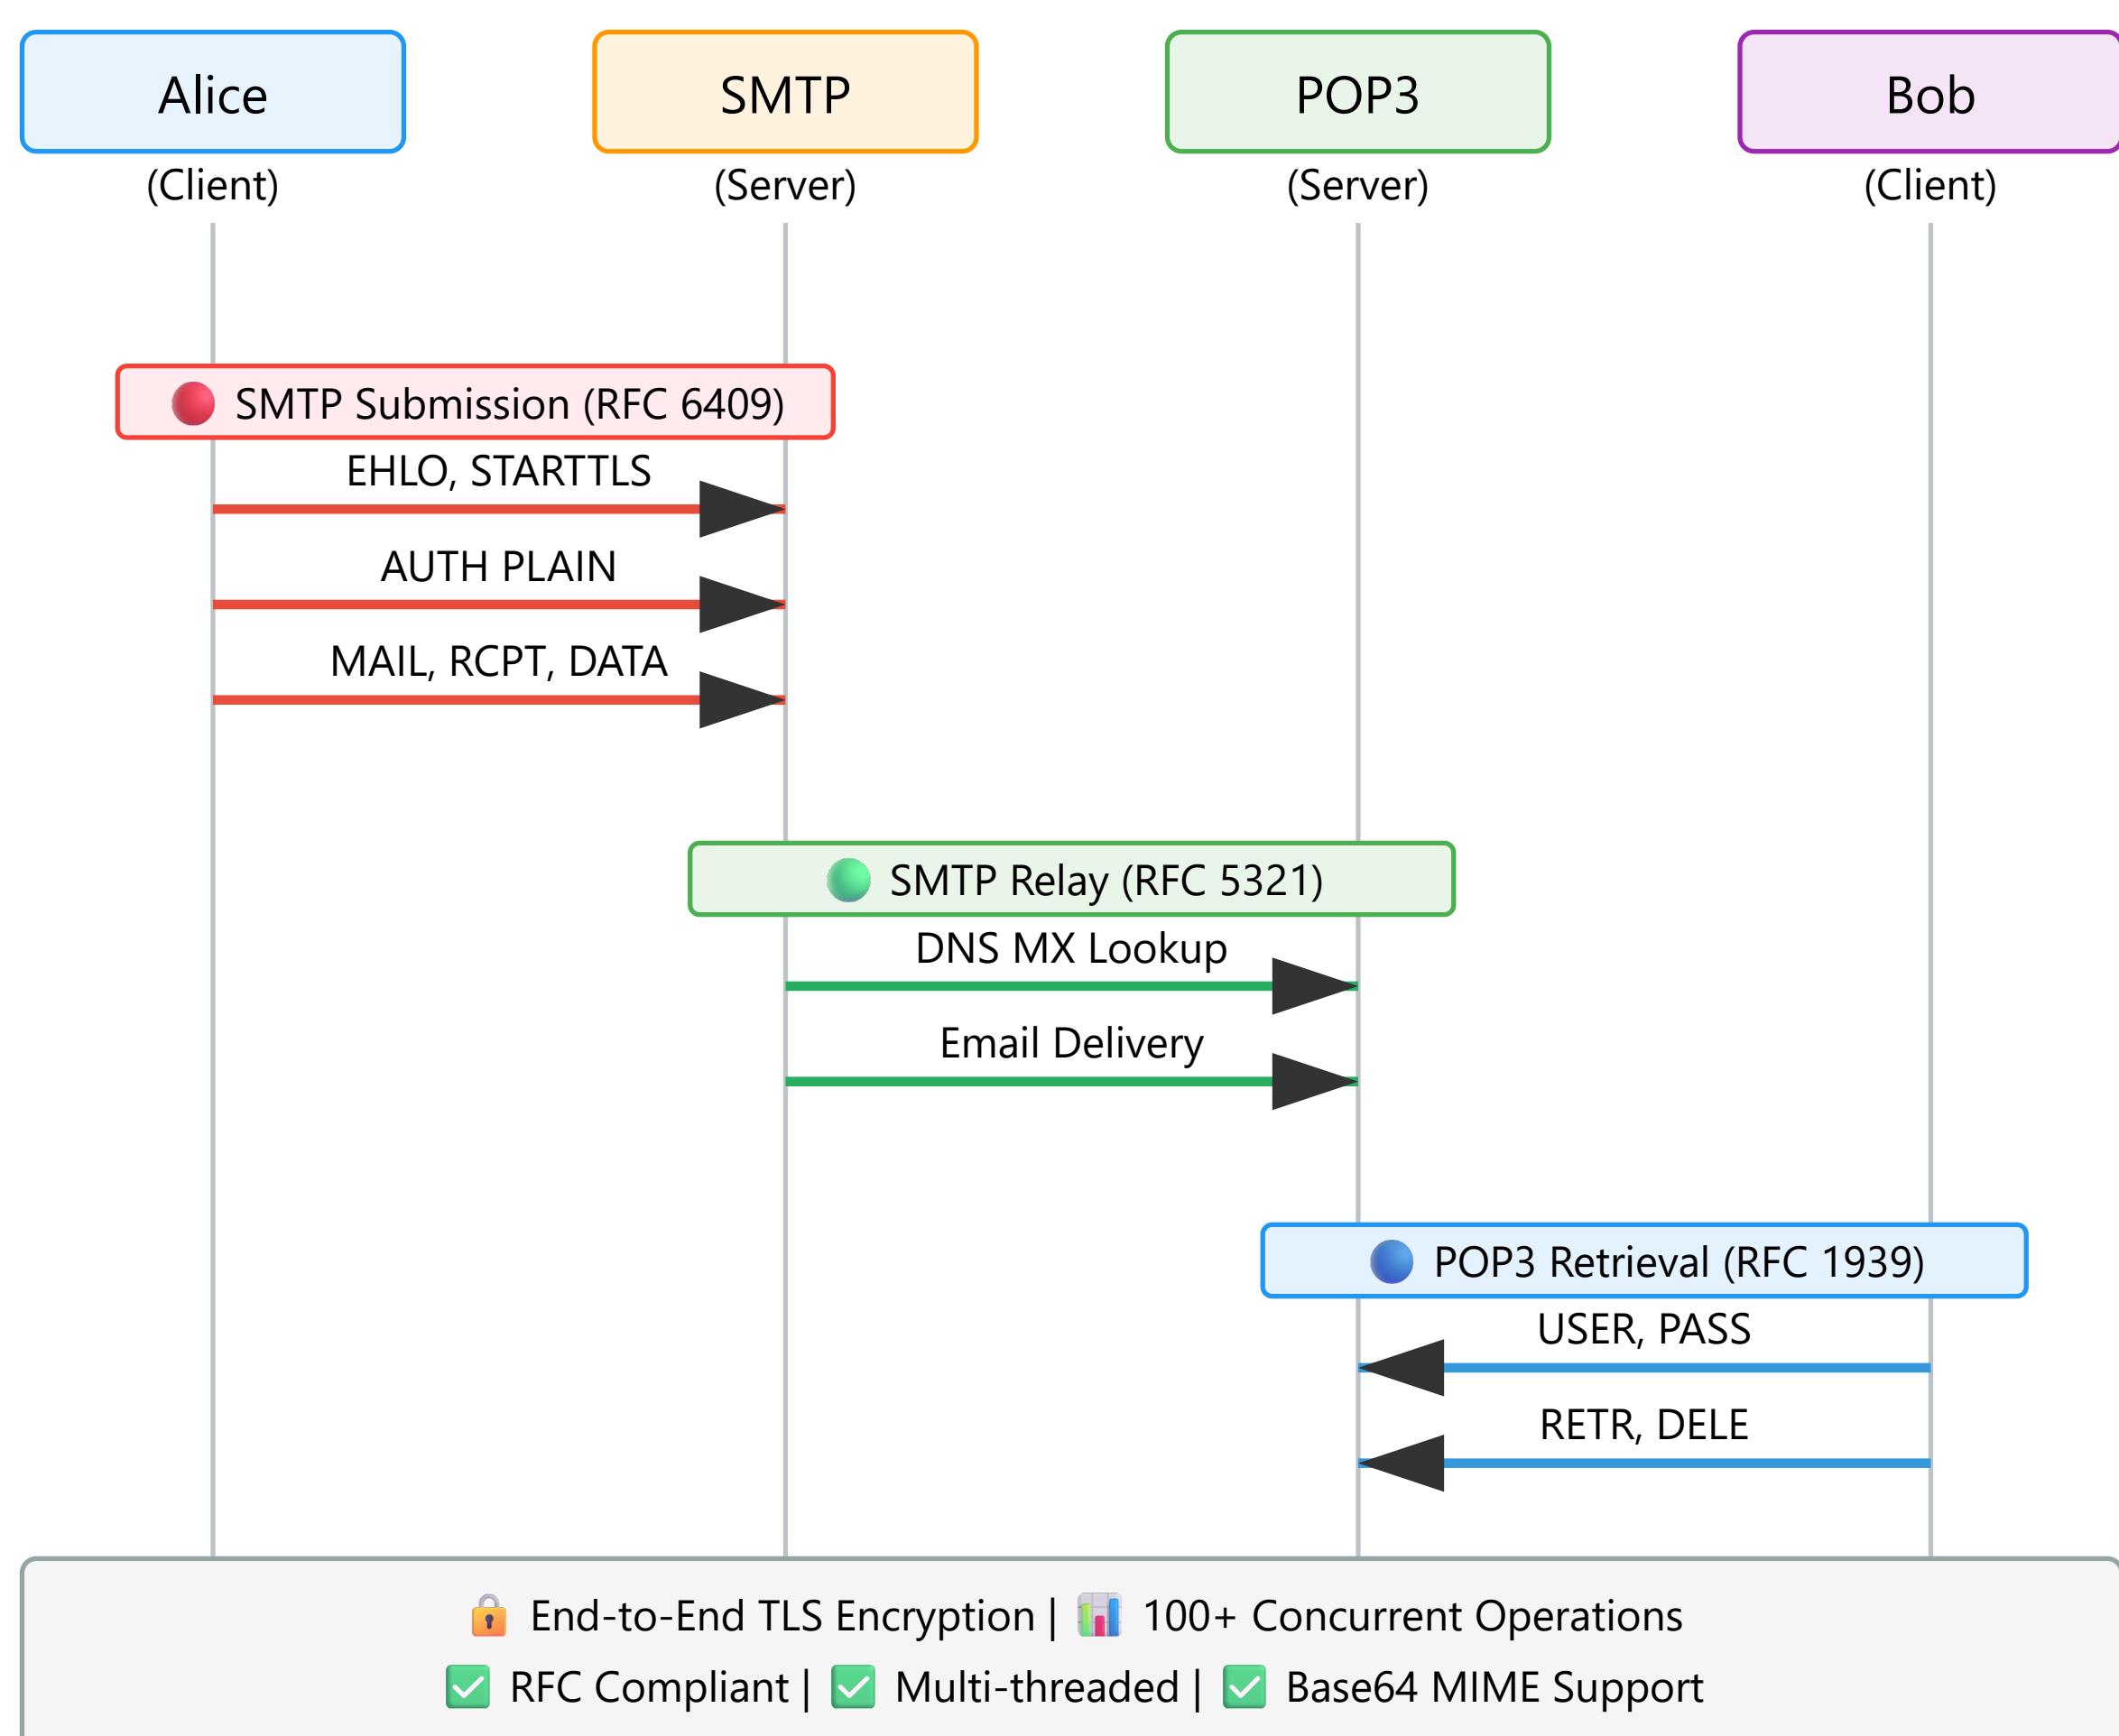 Alice
SMTP
POP3
Bob
(Client)
(Server)
(Server)
(Client)
SMTP Submission (RFC 6409)
EHLO, STARTTLS
AUTH PLAIN
MAIL, RCPT, DATA
SMTP Relay (RFC 5321)
DNS MX Lookup
Email Delivery
POP3 Retrieval (RFC 1939)
USER, PASS
RETR, DELE
🔒 End-to-End TLS Encryption | 📊 100+ Concurrent Operations
✅ RFC Compliant | ✅ Multi-threaded | ✅ Base64 MIME Support